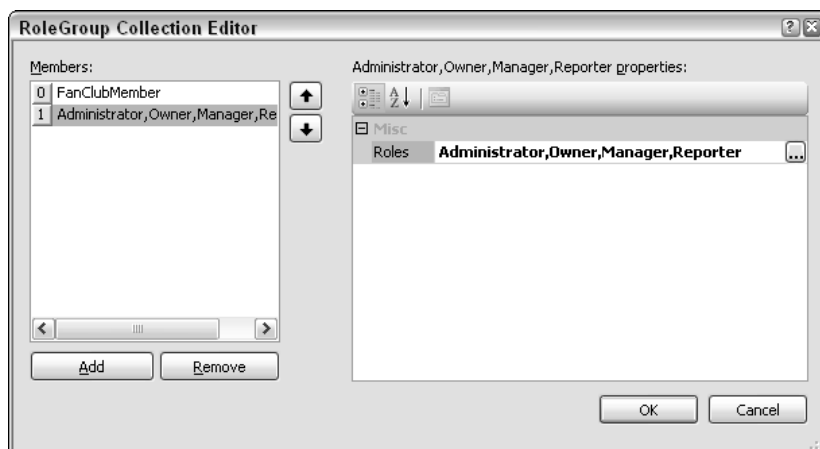 RoleGroup Collection Editor
Members:
Administrator,Owner,Manager,Reporter properties:
0 FanClubMember
1 Administrator,Owner,Manager,Re
Misc
Roles Administrator,Owner,Manager,Reporter ...
Add Remove
OK Cancel